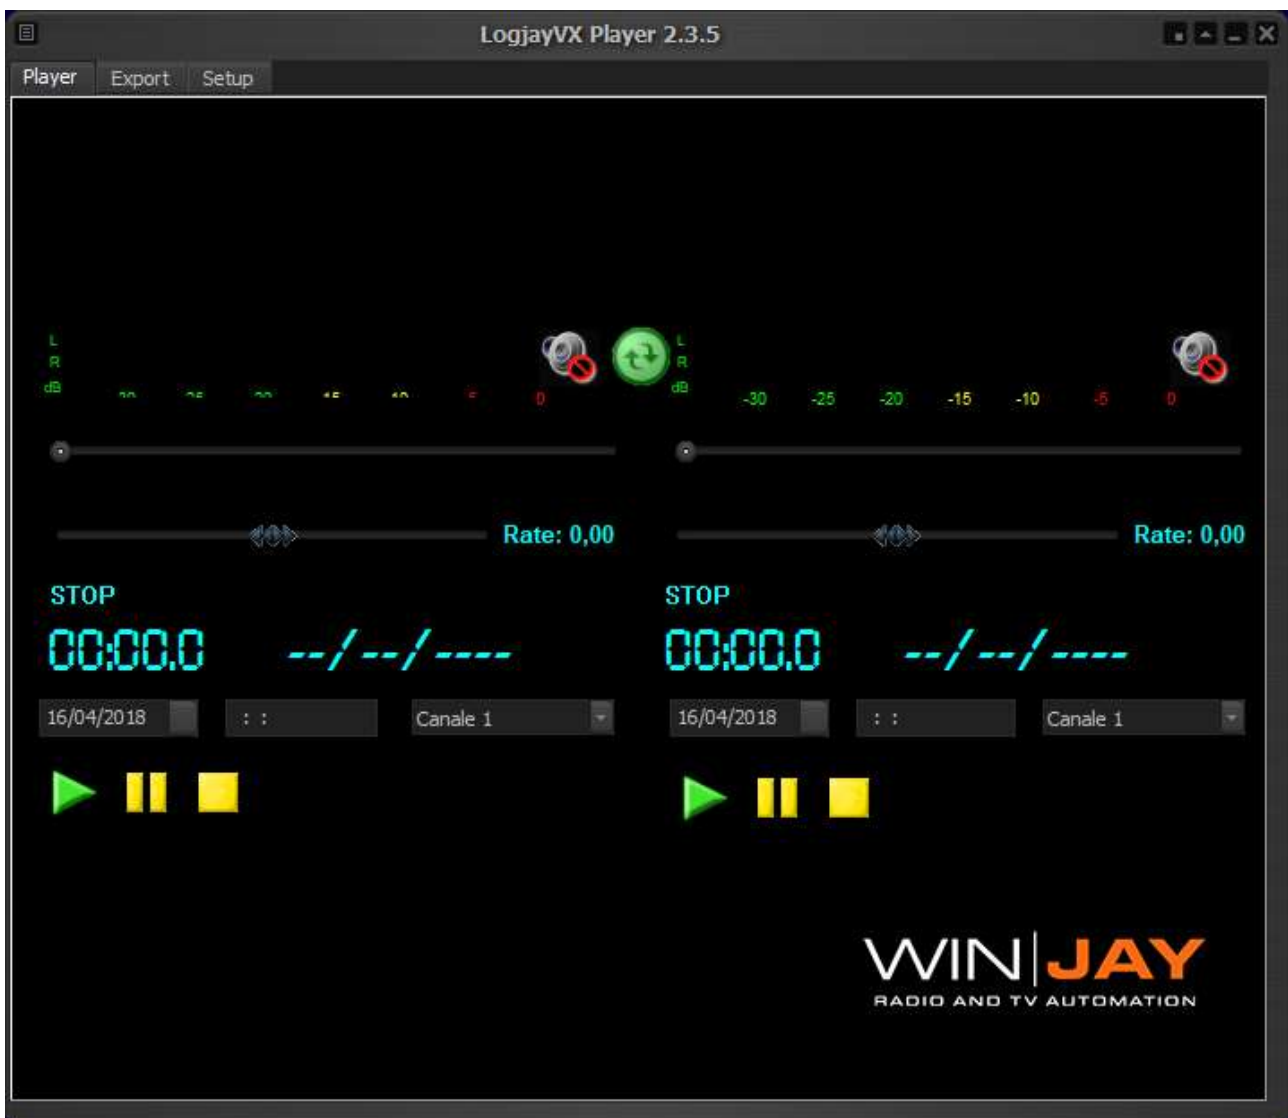 LogjayVX Player 2.3.5
Player Export Setup
L
R
dB
-15 -10 0
L
R
dB -30 -25 -20 -15 -10 -5 0
Rate: 0,00
Rate: 0,00
STOP
00:00.0 --/--/----
16/04/2018 : : Canale 1
STOP
00:00.0 --/--/----
16/04/2018 : : Canale 1
WIN|JAY
RADIO AND TV AUTOMATION